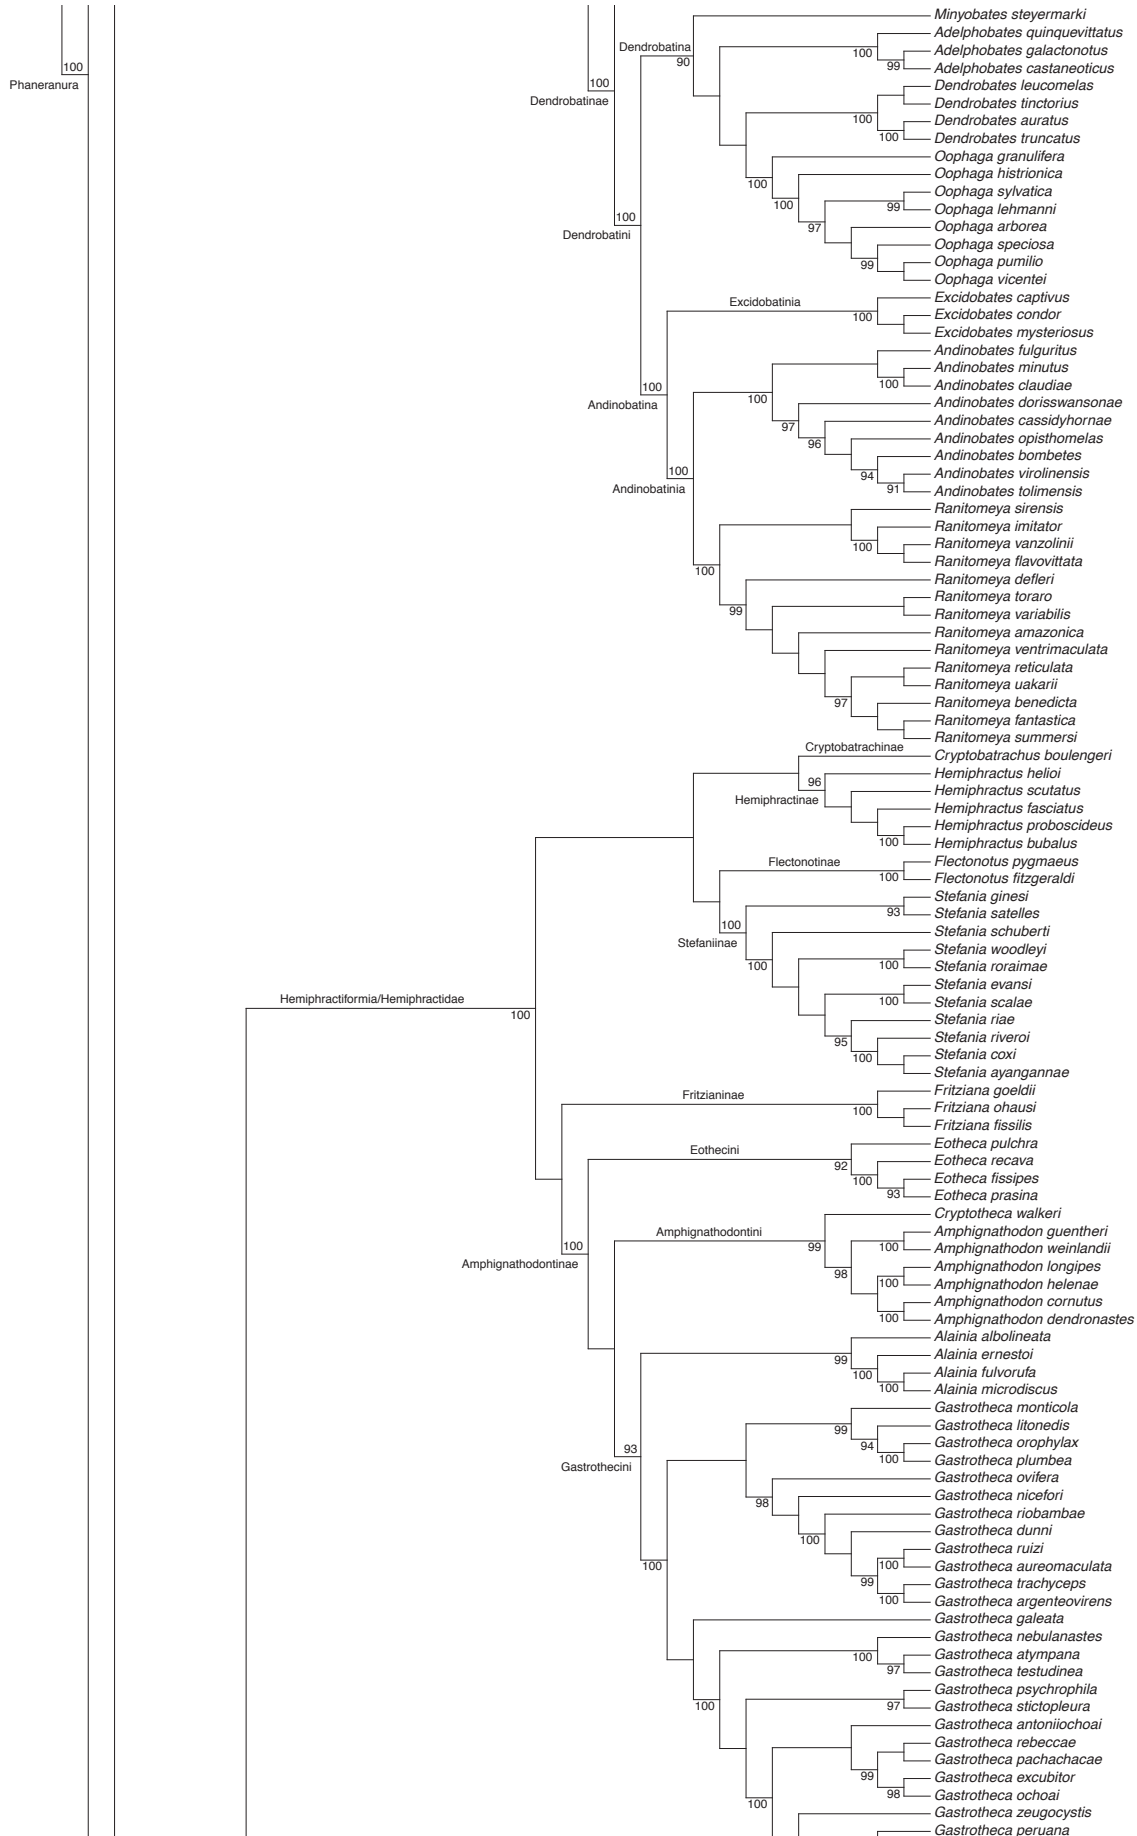 Minyobates steyermarki
Dendrobatina
Adelphobates quinquevittatus
90
100
Adelphobates galactonotus
100
99
Adelphobates castaneoticus
Phaneranura
100
Dendrobates leucomelas
Dendrobatinae
Dendrobates tinctorius
100
Dendrobates auratus
100
Dendrobates truncatus
Oophaga granulifera
100
Oophaga histrionica
100
Oophaga sylvatica
99
Oophaga lehmanni
100
97
Oophaga arborea
Dendrobatini
Oophaga speciosa
99
Oophaga pumilio
Oophaga vicentei
Excidobatinia
Excidobates captivus
100
Excidobates condor
Excidobates mysteriosus
Andinobates fulguritus
Andinobates minutus
100
100
Andinobates claudiae
100
Andinobatina
Andinobates dorisswansonae
97
Andinobates cassidyhornae
96
Andinobates opisthomelas
Andinobates bombetes
100
94
Andinobates virolinensis
Andinobatinia
91
Andinobates tolimensis
Ranitomeya sirensis
Ranitomeya imitator
100
Ranitomeya vanzolinii
Ranitomeya flavovittata
100
Ranitomeya defleri
Ranitomeya toraro
99
Ranitomeya variabilis
Ranitomeya amazonica
Ranitomeya ventrimaculata
Ranitomeya reticulata
Ranitomeya uakarii
97
Ranitomeya benedicta
Ranitomeya fantastica
Ranitomeya summersi
Cryptobatrachinae
Cryptobatrachus boulengeri
Hemiphractus helioi
96
Hemiphractus scutatus
Hemiphractinae
Hemiphractus fasciatus
Hemiphractus proboscideus
100
Hemiphractus bubalus
Flectonotinae
Flectonotus pygmaeus
100
Flectonotus fitzgeraldi
Stefania ginesi
93
Stefania satelles
100
Stefania schuberti
Stefaniinae
Stefania woodleyi
100
100
Stefania roraimae
Stefania evansi
Hemiphractiformia/Hemiphractidae
100
Stefania scalae
100
Stefania riae
95
Stefania riveroi
100
Stefania coxi
Stefania ayangannae
Fritzianinae
Fritziana goeldii
100
Fritziana ohausi
Fritziana fissilis
Eothecini
Eotheca pulchra
92
Eotheca recava
100
Eotheca fissipes
93
Eotheca prasina
Cryptotheca walkeri
Amphignathodontini
Amphignathodon guentheri
100
99
100
Amphignathodon weinlandii
Amphignathodontinae
98
Amphignathodon longipes
100
Amphignathodon helenae
Amphignathodon cornutus
100
Amphignathodon dendronastes
Alainia albolineata
99
Alainia ernestoi
100
Alainia fulvorufa
100
Alainia microdiscus
Gastrotheca monticola
99
Gastrotheca litonedis
94
Gastrotheca orophylax
93
100
Gastrotheca plumbea
Gastrothecini
Gastrotheca ovifera
98
Gastrotheca nicefori
Gastrotheca riobambae
100
Gastrotheca dunni
Gastrotheca ruizi
100
100
Gastrotheca aureomaculata
99
Gastrotheca trachyceps
100
Gastrotheca argenteovirens
Gastrotheca galeata
Gastrotheca nebulanastes
100
Gastrotheca atympana
97
Gastrotheca testudinea
Gastrotheca psychrophila
100
97
Gastrotheca stictopleura
Gastrotheca antoniiochoai
Gastrotheca rebeccae
Gastrotheca pachachacae
99
Gastrotheca excubitor
98
Gastrotheca ochoai
100
Gastrotheca zeugocystis
Gastrotheca peruana